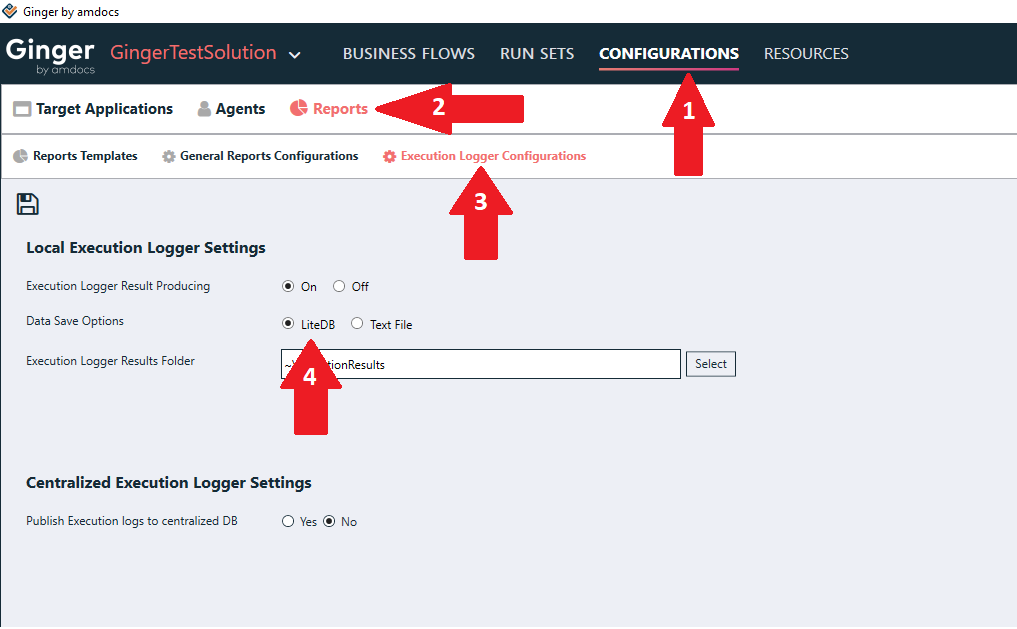 Ginger by amdocs
Ginger by amdocs GingerTestSolution BUSINESS FLOWS RUN SETS CONFIGURATIONS RESOURCES
1
Target Applications Agents Reports 2
Reports Templates General Reports Configurations Execution Logger Configurations
3
Local Execution Logger Settings
Execution Logger Result Producing On Off
Data Save Options LiteDB Text File
Execution Logger Results Folder Select
4
Centralized Execution Logger Settings
Publish Execution logs to centralized DB Yes No